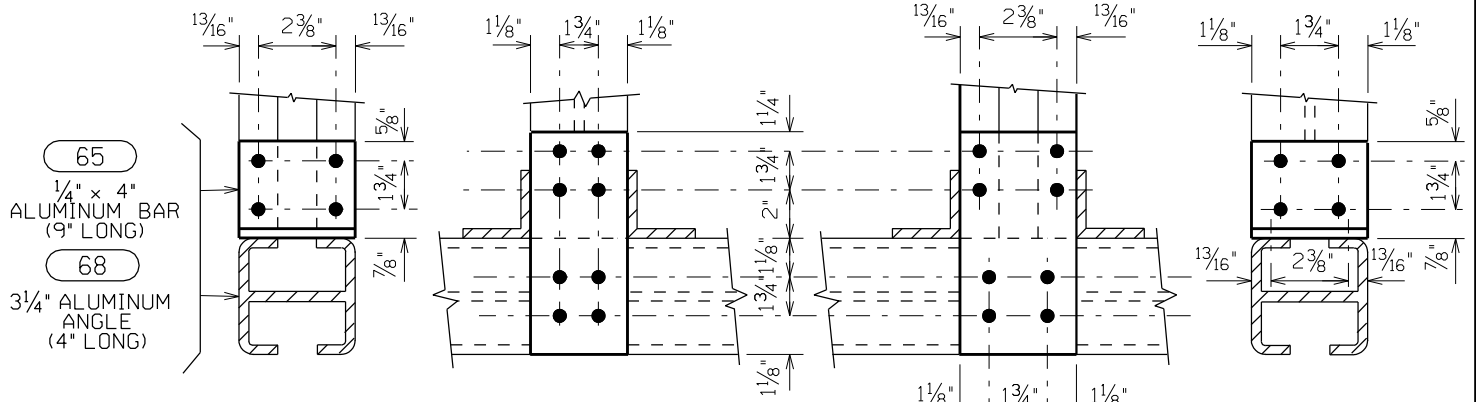 13/16" 2 3/8" 13/16"
1 1/8" 1 3/4" 1 1/8"
13/16" 2 3/8" 13/16"
1 1/8" 1 3/4" 1 1/8"
65
1/4" x 4"
ALUMINUM BAR
(9" LONG)
68
3 1/4" ALUMINUM
ANGLE
(4" LONG)
5/8"
1 3/4"
7/8"
1 1/4"
1 3/4"
2"
1 1/8"
1 3/4"
1 1/8"
1 1/8" 1 3/4" 1 1/8"
5/8"
1 3/4"
7/8"
13/16" 2 3/8" 13/16"